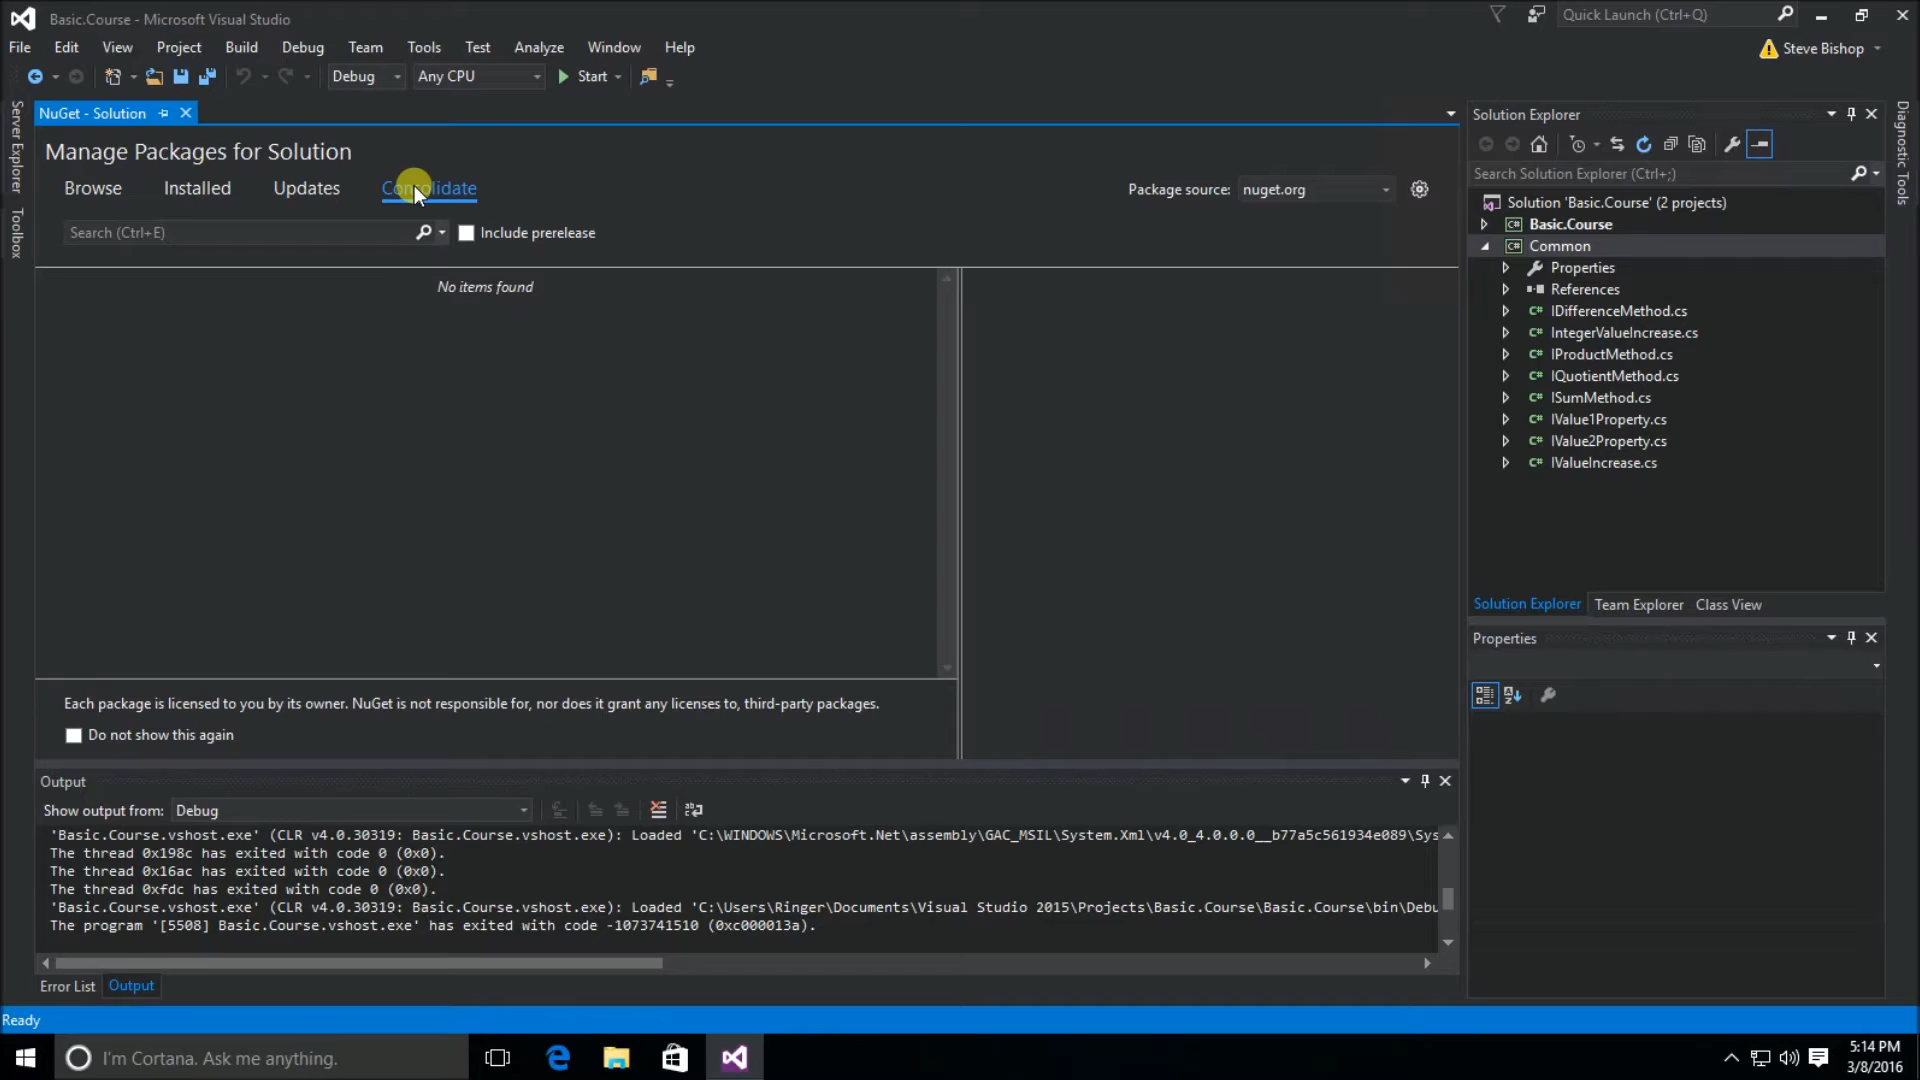 Basic.Course - Microsoft Visual Studio
Quick Launch (Ctrl+Q)
File Edit View Project Build Debug Team Tools Test Analyze Window Help
Steve Bishop
Debug Any CPU Start
Server Explorer
Toolbox
NuGet - Solution
Manage Packages for Solution
Browse Installed Updates Consolidate
Package source: nuget.org
Search (Ctrl+E)
Include prerelease
No items found
Each package is licensed to you by its owner. NuGet is not responsible for, nor does it grant any licenses to, third-party packages.
Do not show this again
Output
Show output from: Debug
'Basic.Course.vshost.exe' (CLR v4.0.30319: Basic.Course.vshost.exe): Loaded 'C:\WINDOWS\Microsoft.Net\assembly\GAC_MSIL\System.Xml\v4.0_4.0.0.0__b77a5c561934e089\Sys
The thread 0x198c has exited with code 0 (0x0).
The thread 0x16ac has exited with code 0 (0x0).
The thread 0xfdc has exited with code 0 (0x0).
'Basic.Course.vshost.exe' (CLR v4.0.30319: Basic.Course.vshost.exe): Loaded 'C:\Users\Ringer\Documents\Visual Studio 2015\Projects\Basic.Course\Basic.Course\bin\Debu
The program '[5508] Basic.Course.vshost.exe' has exited with code -1073741510 (0xc000013a).
Error List Output
Solution Explorer
Search Solution Explorer (Ctrl+;)
Solution 'Basic.Course' (2 projects)
C# Basic.Course
C# Common
Properties
References
C# IDifferenceMethod.cs
C# IntegerValueIncrease.cs
C# IProductMethod.cs
C# IQuotientMethod.cs
C# ISumMethod.cs
C# IValue1Property.cs
C# IValue2Property.cs
C# IValueIncrease.cs
Solution Explorer Team Explorer Class View
Properties
Diagnostic Tools
Ready
I'm Cortana. Ask me anything.
5:14 PM
3/8/2016